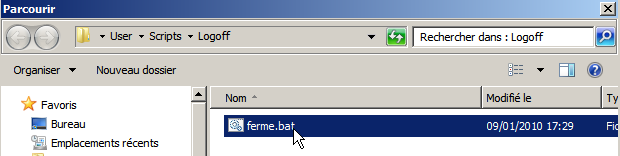 Parcourir
User Scripts Logoff Rechercher dans : Logoff
Organiser Nouveau dossier
Nom Modifié le Ty
Favoris
Bureau ferme.bat 09/01/2010 17:29 Fic
Emplacements récents